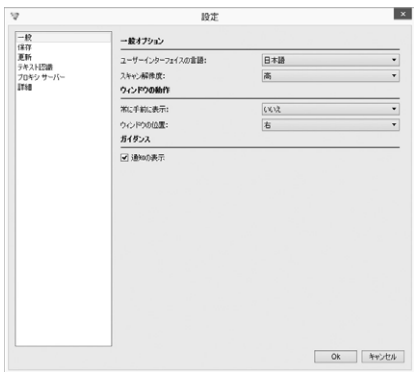 設定
一般
保存
更新
テキスト認識
プロキシ サーバー
詳細
一般オプション
ユーザーインターフェイスの言語: 日本語
スキャン解像度: 高
ウィンドウの動作
常に手前に表示: いいえ
ウィンドウの位置: 右
ガイダンス
通知の表示
Ok キャンセル